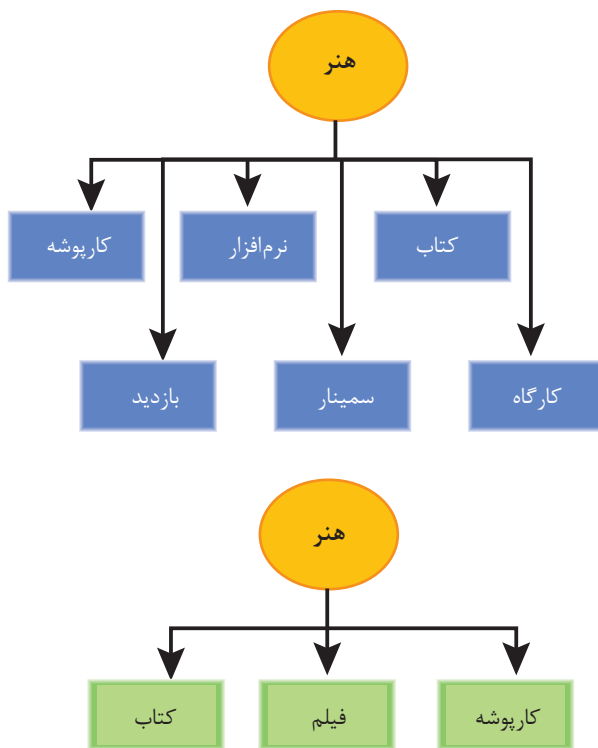 هنر
کتاب
نرم‌افزار
کارپوشه
کارگاه
سمینار
بازدید
هنر
کارپوشه
فیلم
کتاب